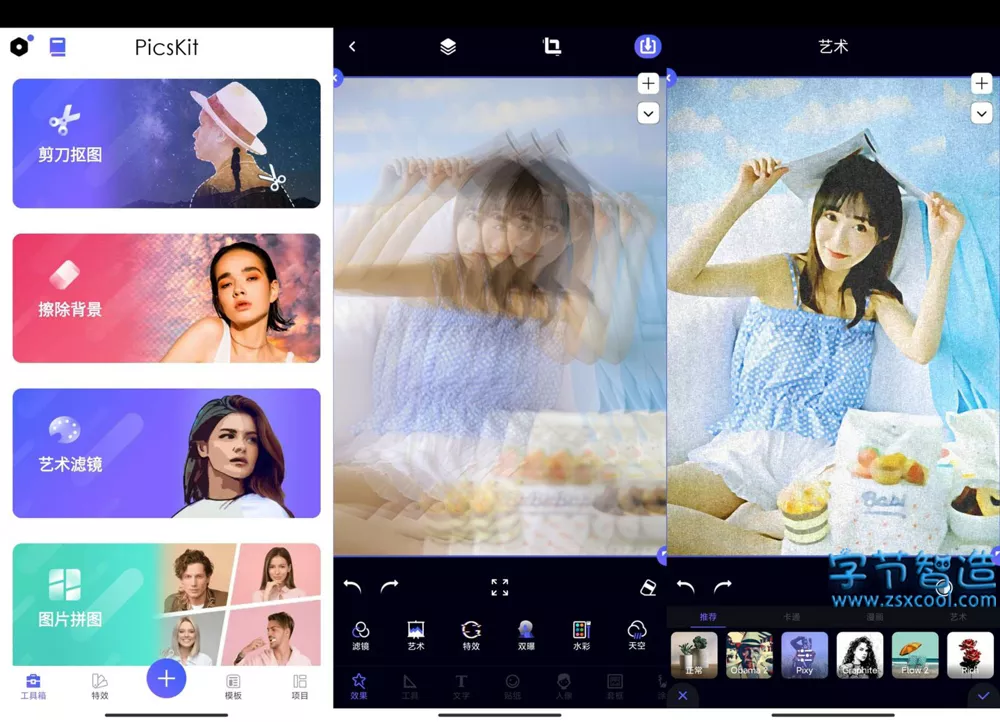 PicsKit
剪刀抠图
擦除背景
艺术滤镜
图片拼图
工具箱
特效
模板
项目
滤镜
艺术
特效
双曝
水彩
天空
效果
工具
文字
贴纸
人像
艺术
Babi
字节智造
www.zsxcool.com
推荐
卡通
漫画
艺术
正常
Quama 2
Pixy
Graphite
Flow 2
Rich